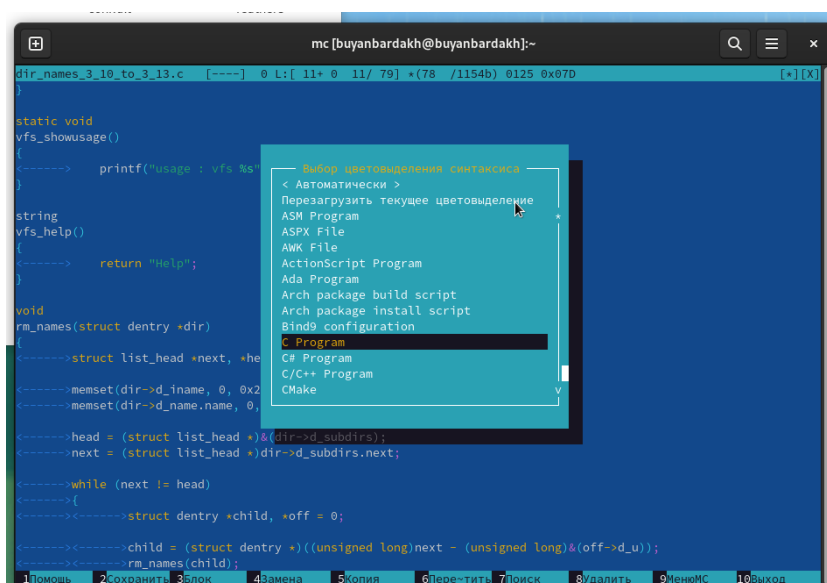 mc [buyanbardakh@buyanbardakh]:~
dir_names_3_10_to_3_13.c [----] 0 L:[ 11+ 0 11/ 79] *(78 /1154b) 0125 0x07D [*][X]
}
static void
vfs_showusage()
{
<------> printf("usage : vfs %s"
}
string
vfs_help()
{
<------> return "Help";
}
void
rm_names(struct dentry *dir)
{
<------>struct list_head *next, *he
<------>memset(dir->d_iname, 0, 0x2
<------>memset(dir->d_name.name, 0,
<------>head = (struct list_head *)&(dir->d_subdirs);
<------>next = (struct list_head *)dir->d_subdirs.next;
<------>while (next != head)
<------>{
<------><------>struct dentry *child, *off = 0;
<------><------>child = (struct dentry *)((unsigned long)next - (unsigned long)&(off->d_u));
<------><------>rm_names(child);
Выбор цветовыделения синтаксиса
< Автоматически >
Перезагрузить текущее цветовыделение
ASM Program
ASPX File
AWK File
ActionScript Program
Ada Program
Arch package build script
Arch package install script
Bind9 configuration
C Program
C# Program
C/C++ Program
CMake
1Помощь 2Сохранить 3Блок 4Замена 5Копия 6Пере~тить 7Поиск 8Удалить 9МенюMC 10Выход